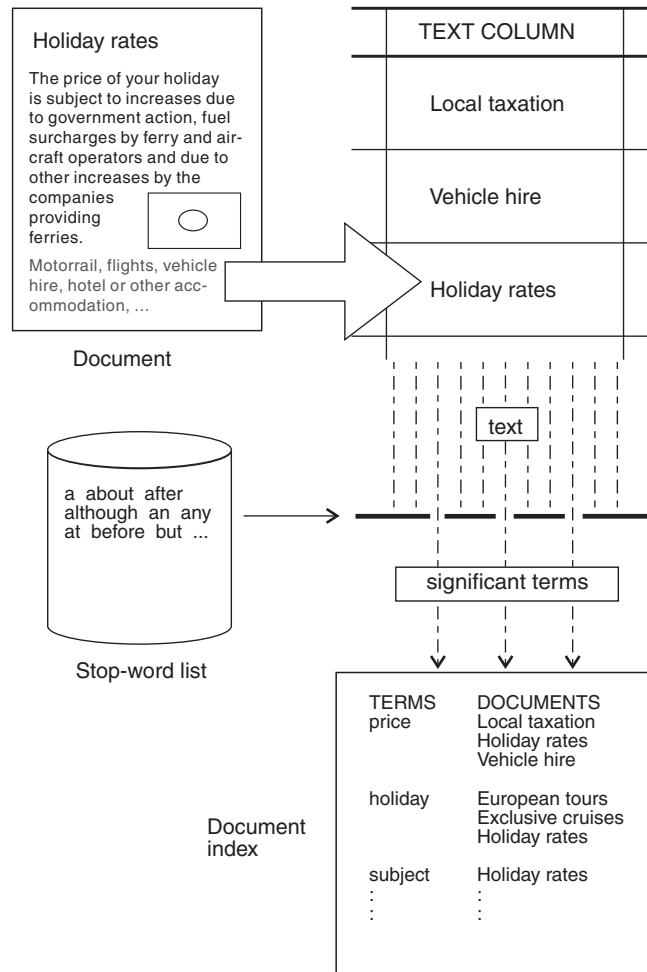 Holiday rates
The price of your holiday
is subject to increases due
to government action, fuel
surcharges by ferry and air-
craft operators and due to
other increases by the
companies
providing
ferries.
Motorrail, flights, vehicle
hire, hotel or other acc-
ommodation, ...
Document
TEXT COLUMN
Local taxation
Vehicle hire
Holiday rates
text
a about after
although an any
at before but ...
Stop-word list
significant terms
TERMS DOCUMENTS
price Local taxation
Holiday rates
Vehicle hire
holiday European tours
Exclusive cruises
Holiday rates
subject Holiday rates
: :
: :
Document
index